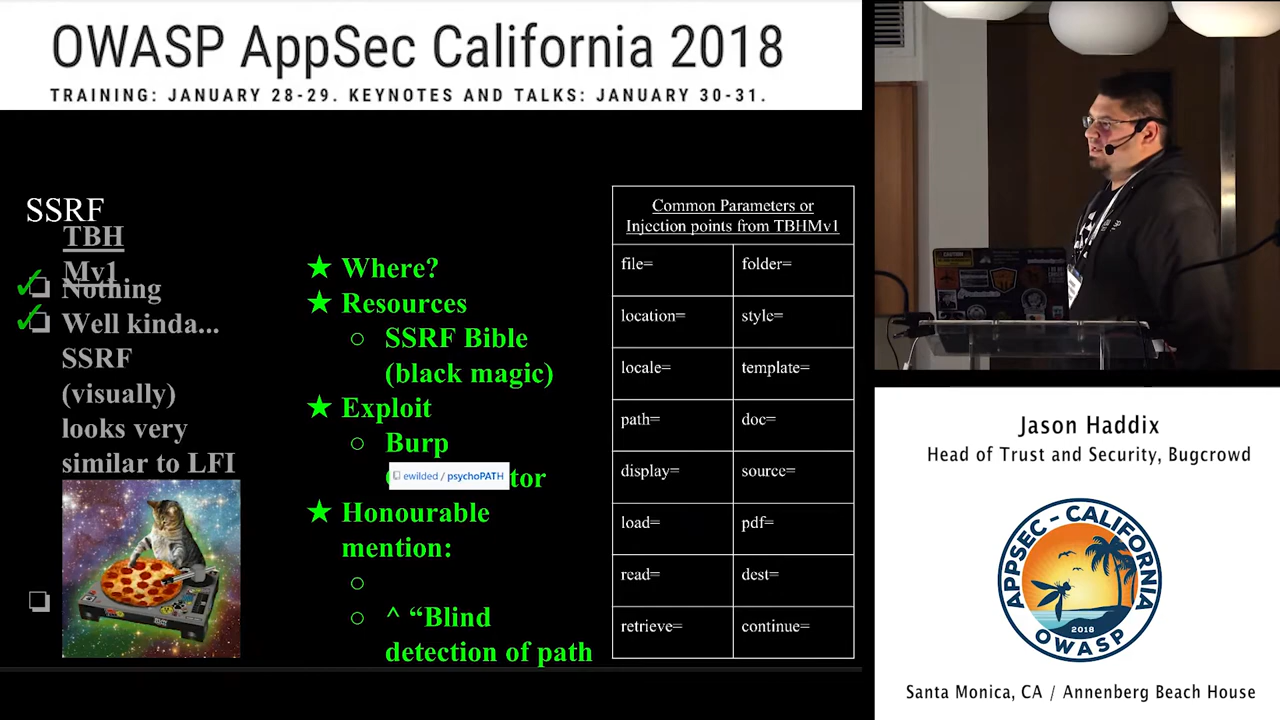 OWASP AppSec California 2018
TRAINING: JANUARY 28-29. KEYNOTES AND TALKS: JANUARY 30-31.
SSRF
TBH
Mv1
Nothing
Well kinda...
SSRF
(visually)
looks very
similar to LFI
★ Where?
★ Resources
○ SSRF Bible
(black magic)
★ Exploit
○ Burp
tor
ewilded / psychoPATH
★ Honourable
mention:
○
○ ^ “Blind
detection of path
Common Parameters or
Injection points from TBHMv1
file= folder=
location= style=
locale= template=
path= doc=
display= source=
load= pdf=
read= dest=
retrieve= continue=
Jason Haddix
Head of Trust and Security, Bugcrowd
APPSEC - CALIFORNIA
2018
OWASP
Santa Monica, CA / Annenberg Beach House